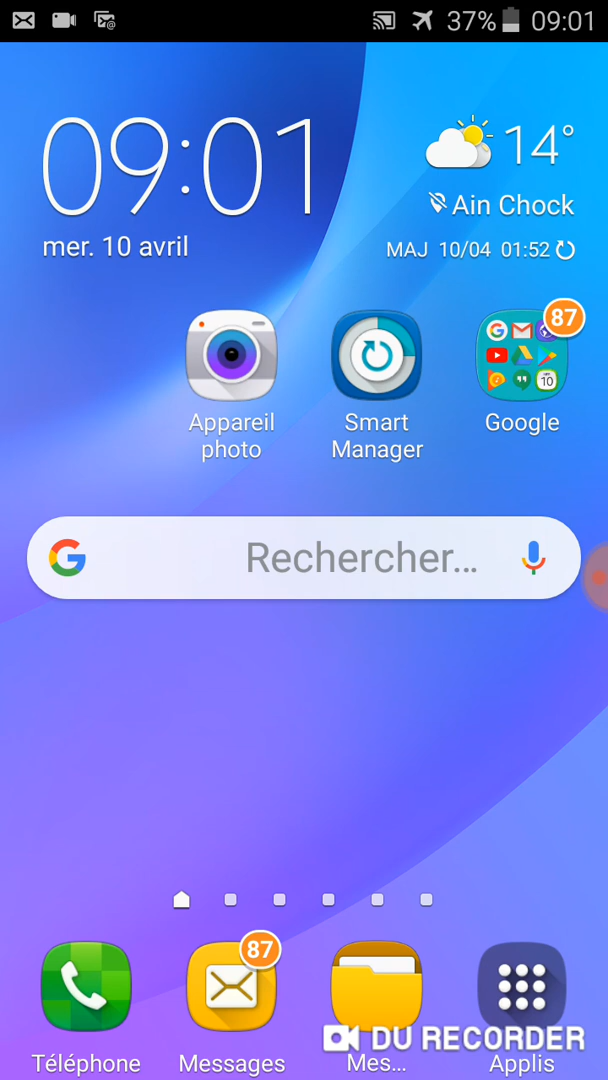 37% 09:01
09:01
14°
Ain Chock
mer. 10 avril
MAJ 10/04 01:52
87
10
Appareil
photo
Smart
Manager
Google
Rechercher...
87
DU RECORDER
Téléphone
Messages
Mes...
Applis